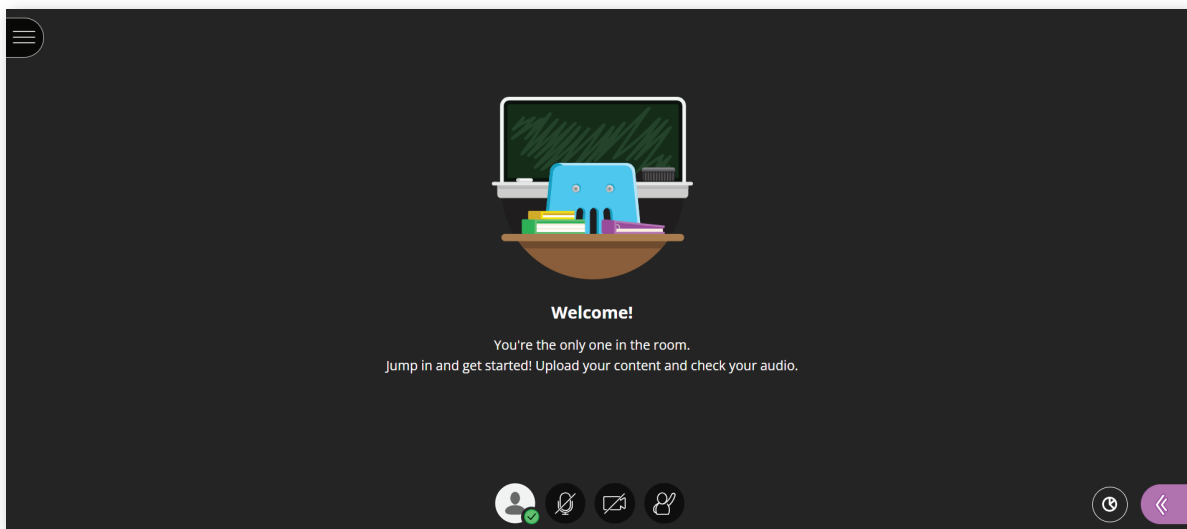 Welcome!
You're the only one in the room.
Jump in and get started! Upload your content and check your audio.